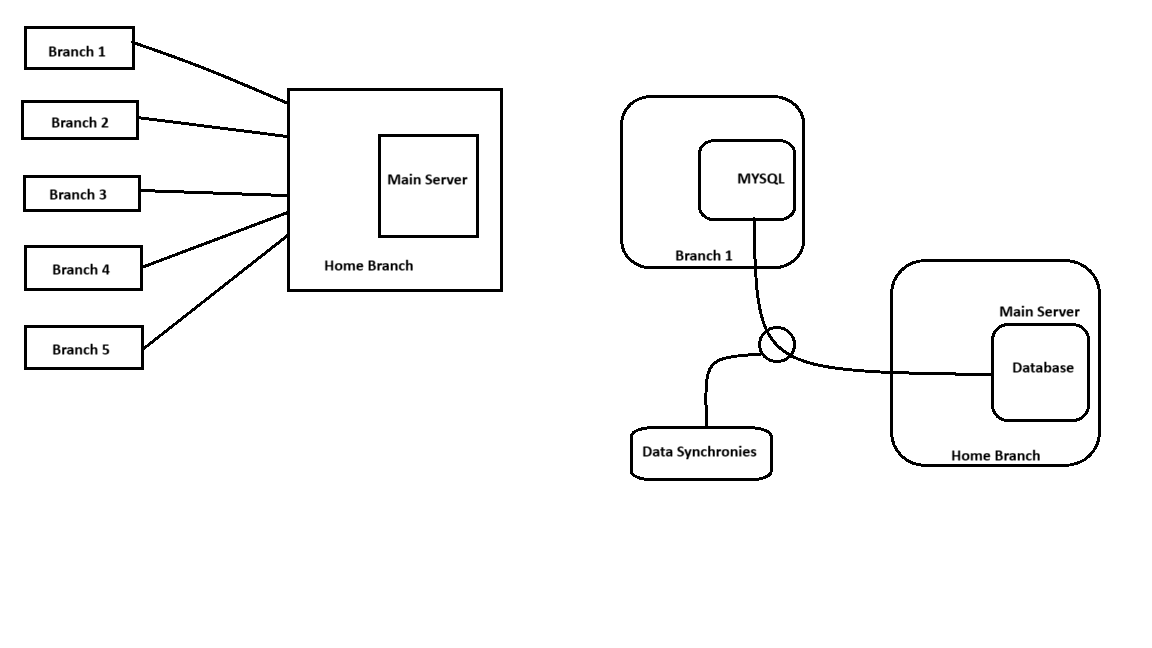 Branch 1
Branch 2
Branch 3
Branch 4
Branch 5
Main Server
Home Branch
MYSQL
Branch 1
Data Synchronies
Main Server
Database
Home Branch